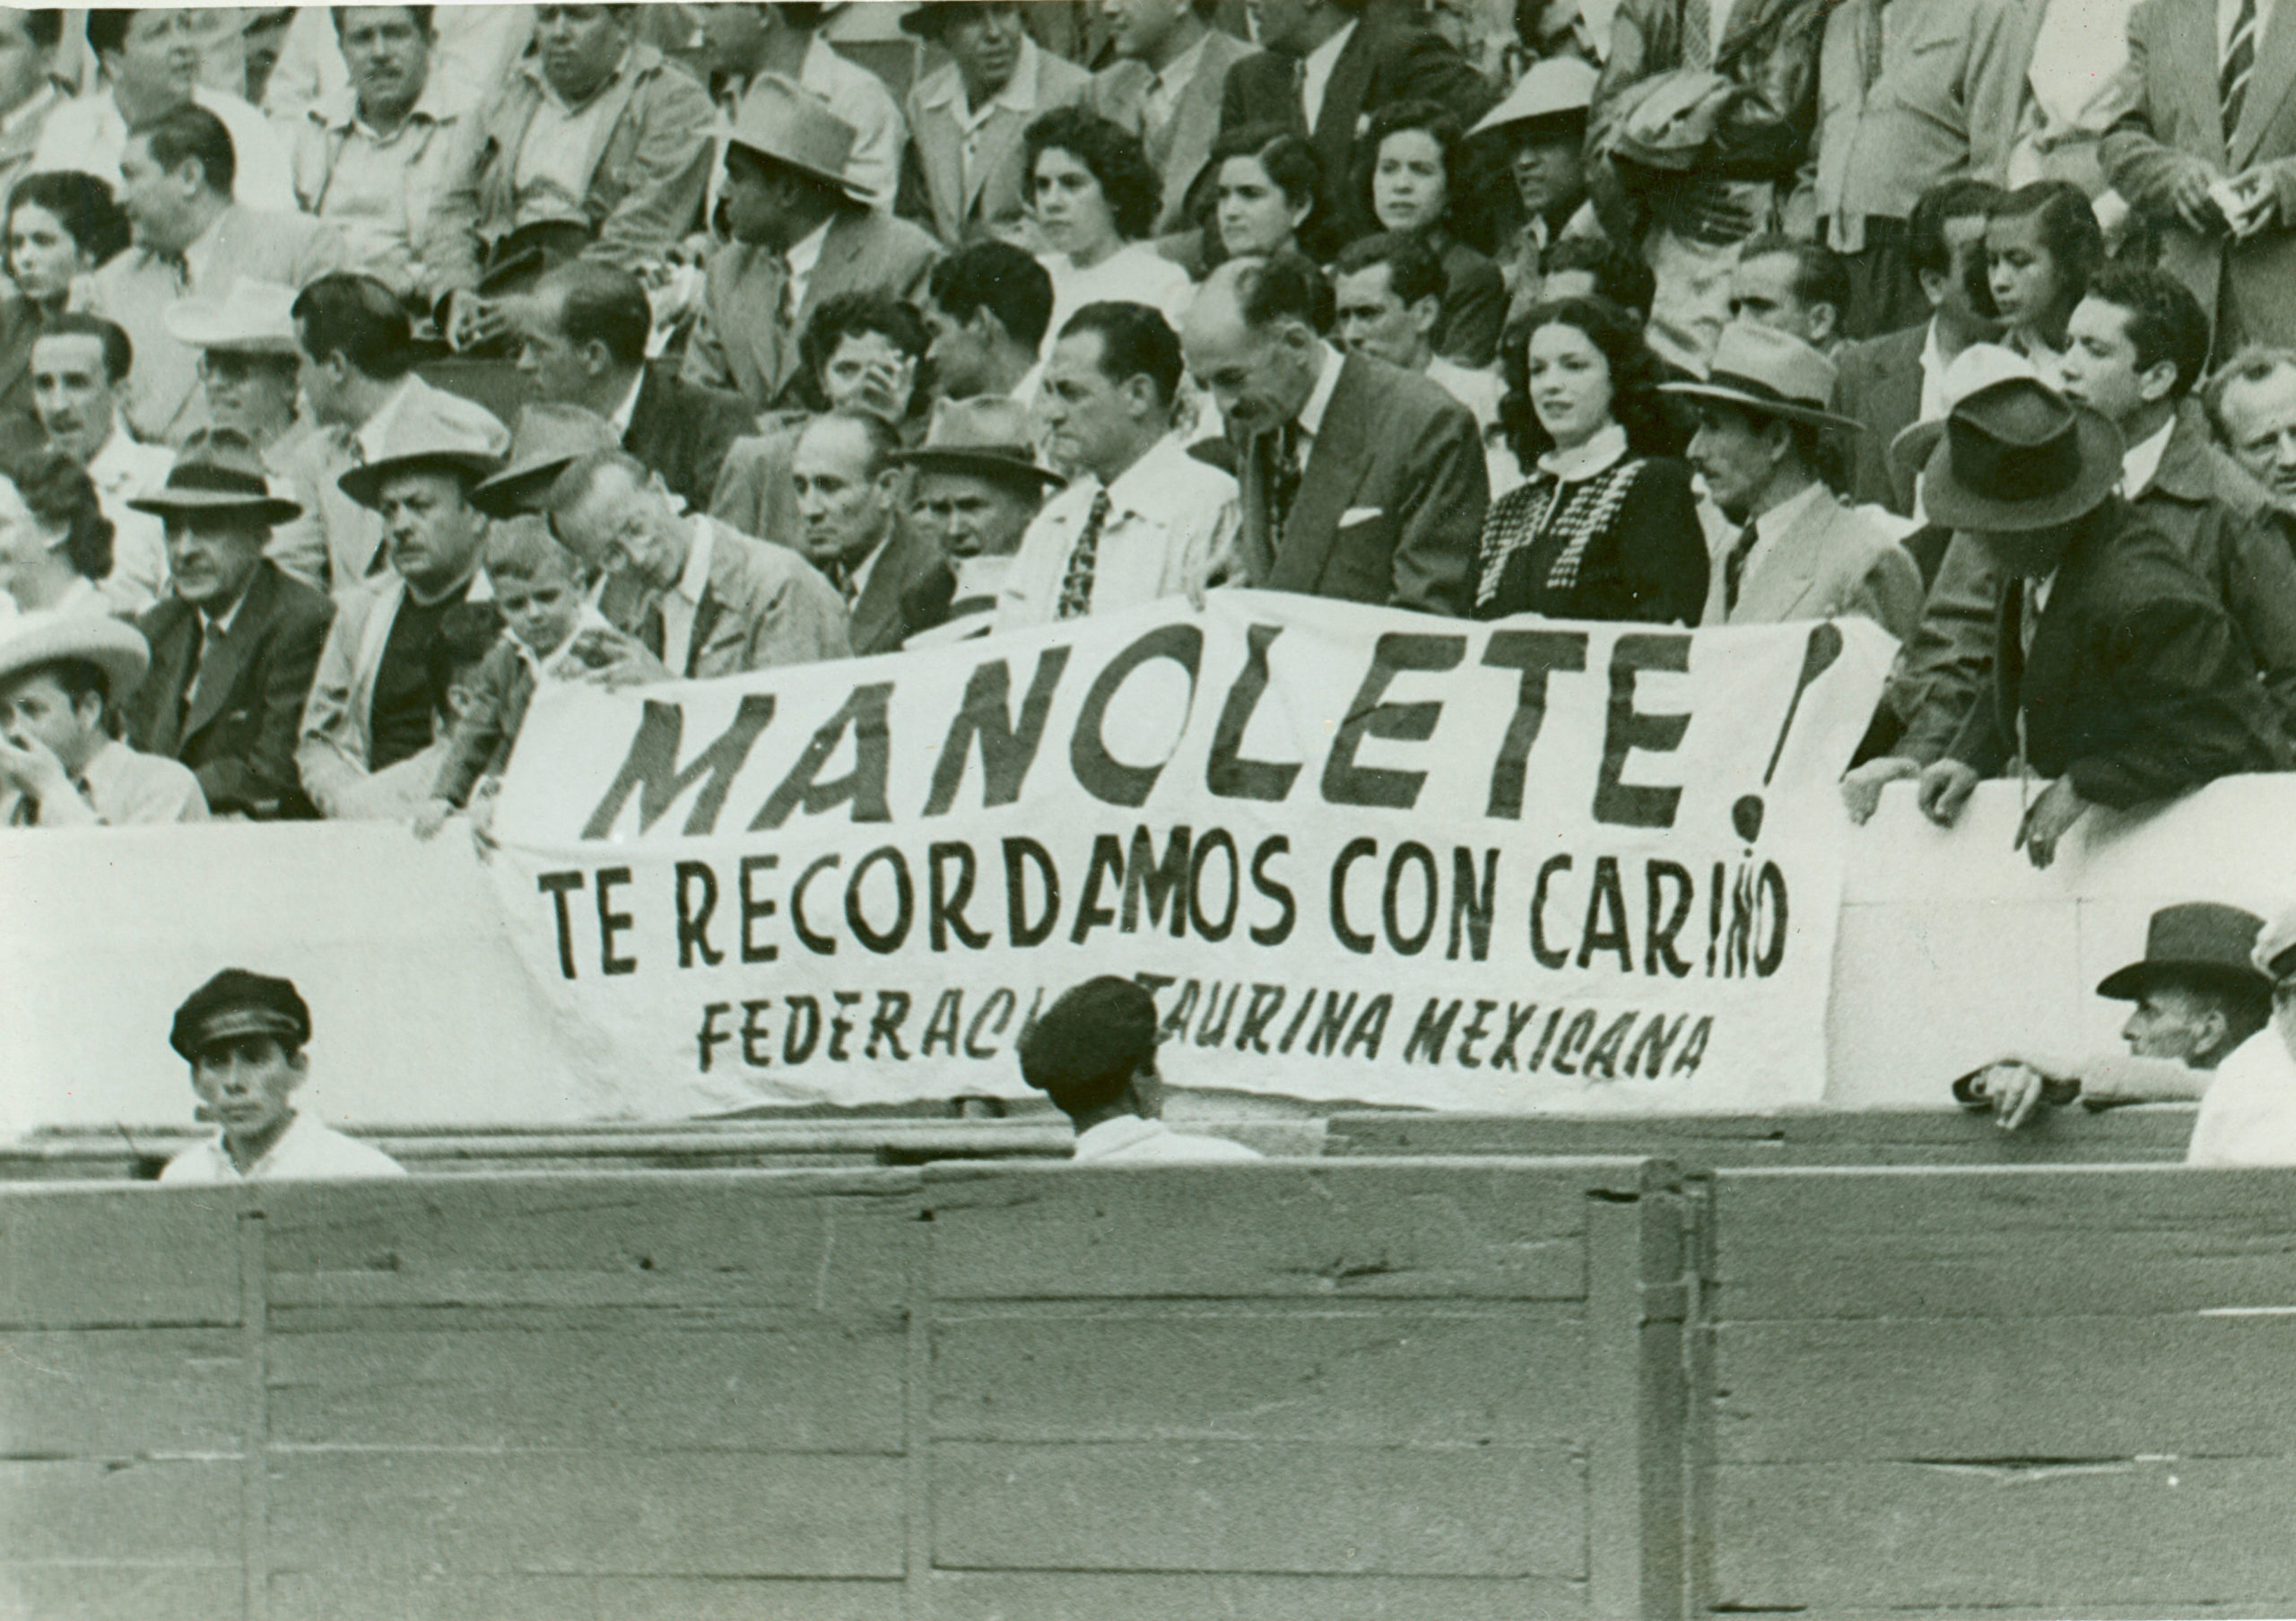 MANOLETE!
TE RECORDAMOS CON CARIÑO
TAURINA MEXICANA